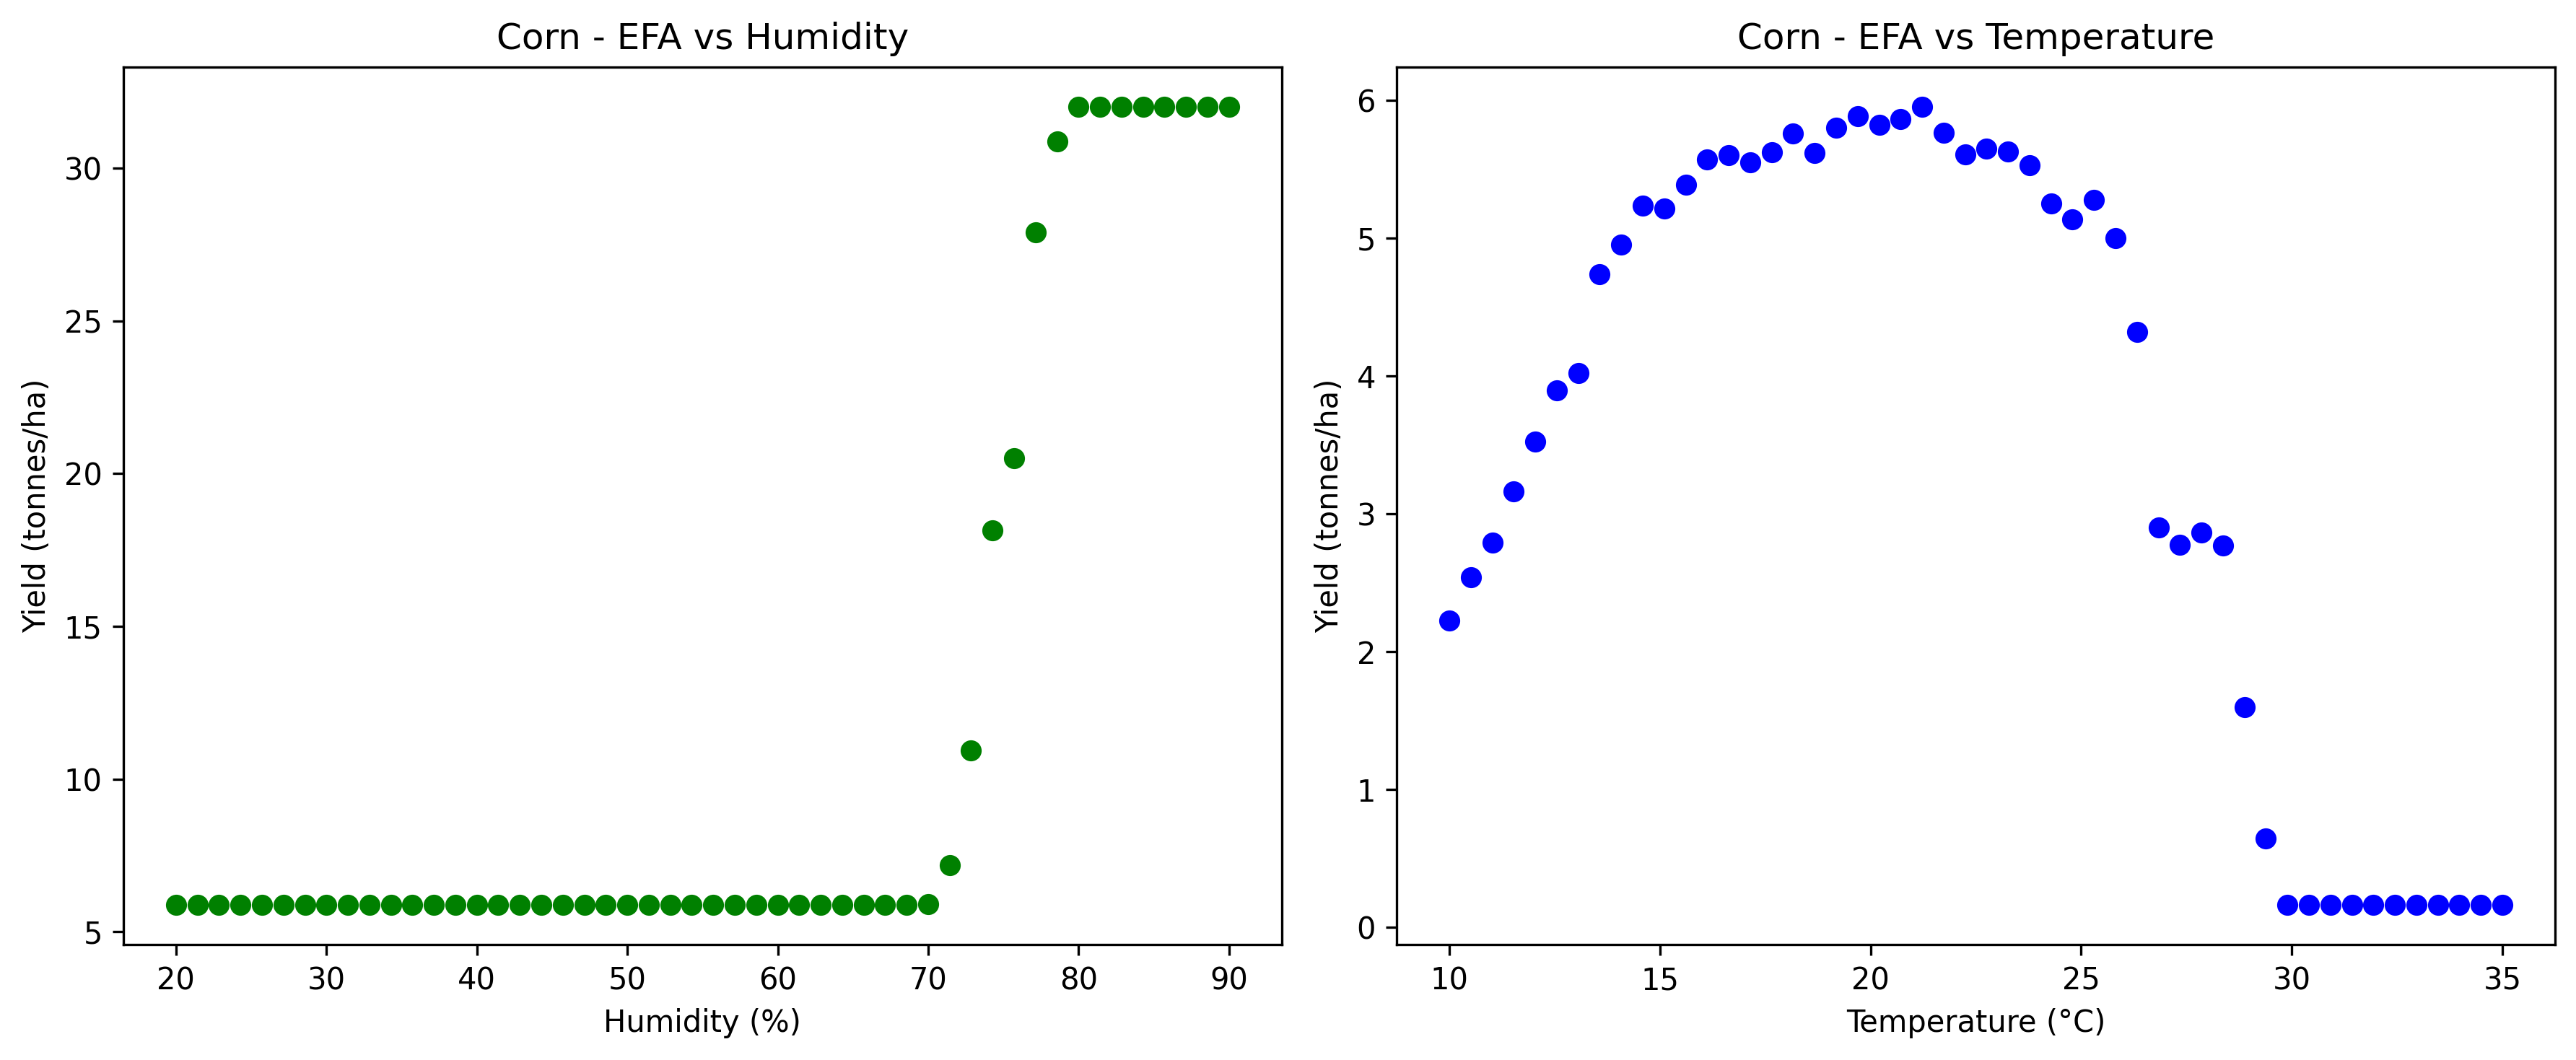 Corn - EFA vs Humidity
Yield (tonnes/ha)
30
25
20
15
10
5
20 30 40 50 60 70 80 90
Humidity (%)
Corn - EFA vs Temperature
Yield (tonnes/ha)
6
5
4
3
2
1
0
10 15 20 25 30 35
Temperature (°C)